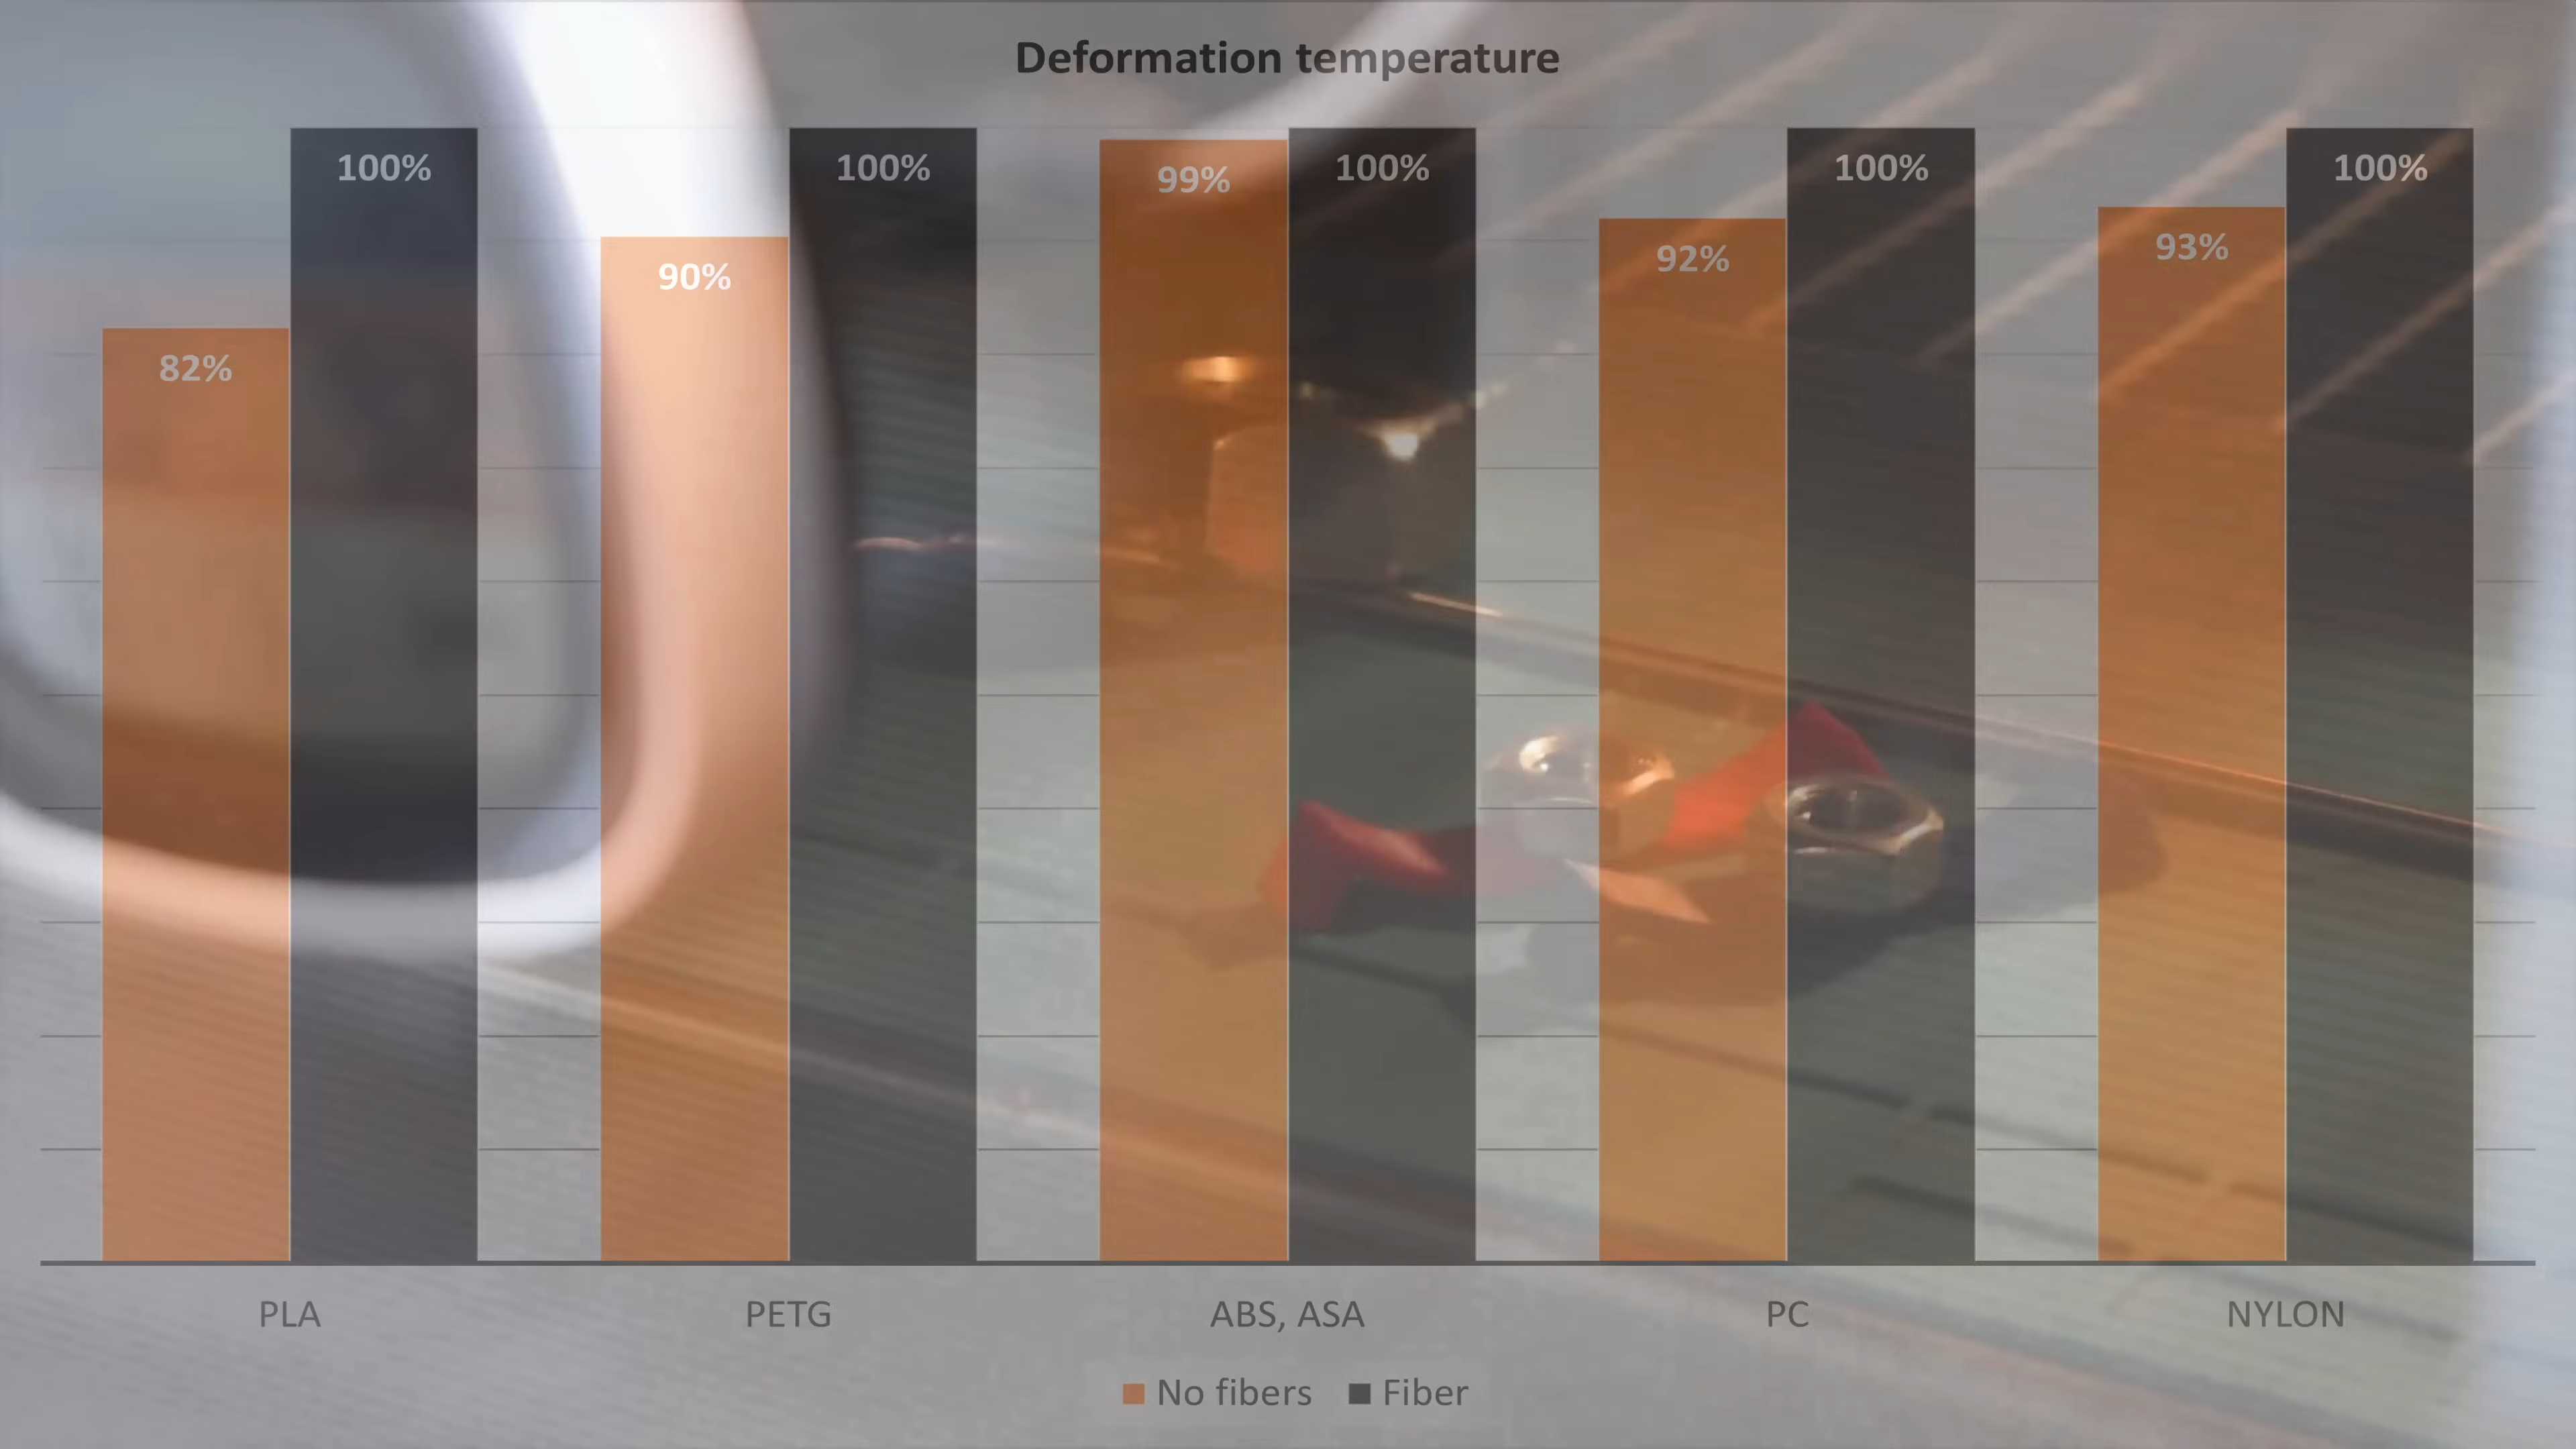 Deformation temperature
82%
100%
90%
100%
99%
100%
92%
100%
93%
100%
PLA
PETG
ABS, ASA
PC
NYLON
No fibers
Fiber